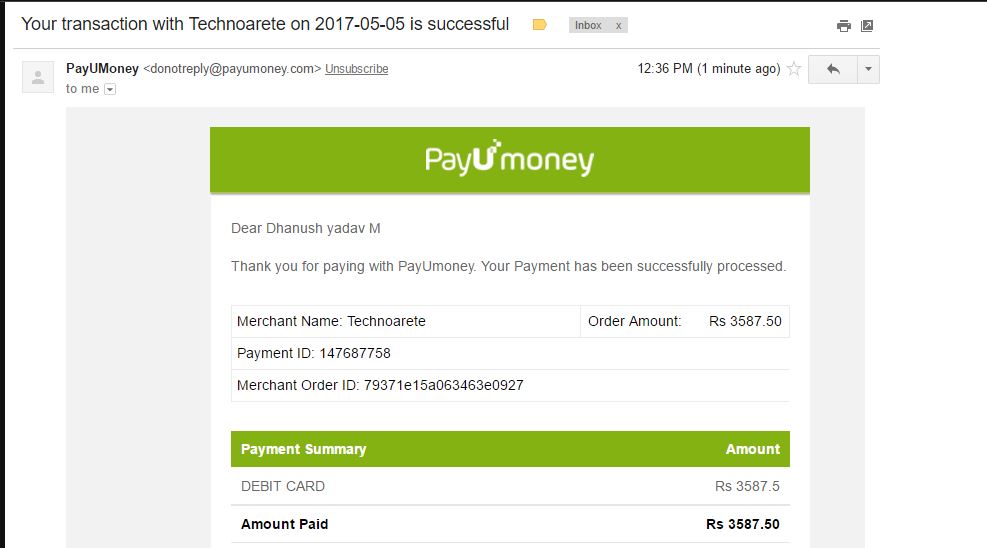 Your transaction with Technoarete on 2017-05-05 is successful Inbox x
PayUMoney <donotreply@payumoney.com> Unsubscribe 12:36 PM (1 minute ago)
to me
PayUmoney
Dear Dhanush yadav M
Thank you for paying with PayUmoney. Your Payment has been successfully processed.
Merchant Name: Technoarete Order Amount: Rs 3587.50
Payment ID: 147687758
Merchant Order ID: 79371e15a063463e0927
Payment Summary Amount
DEBIT CARD Rs 3587.5
Amount Paid Rs 3587.50